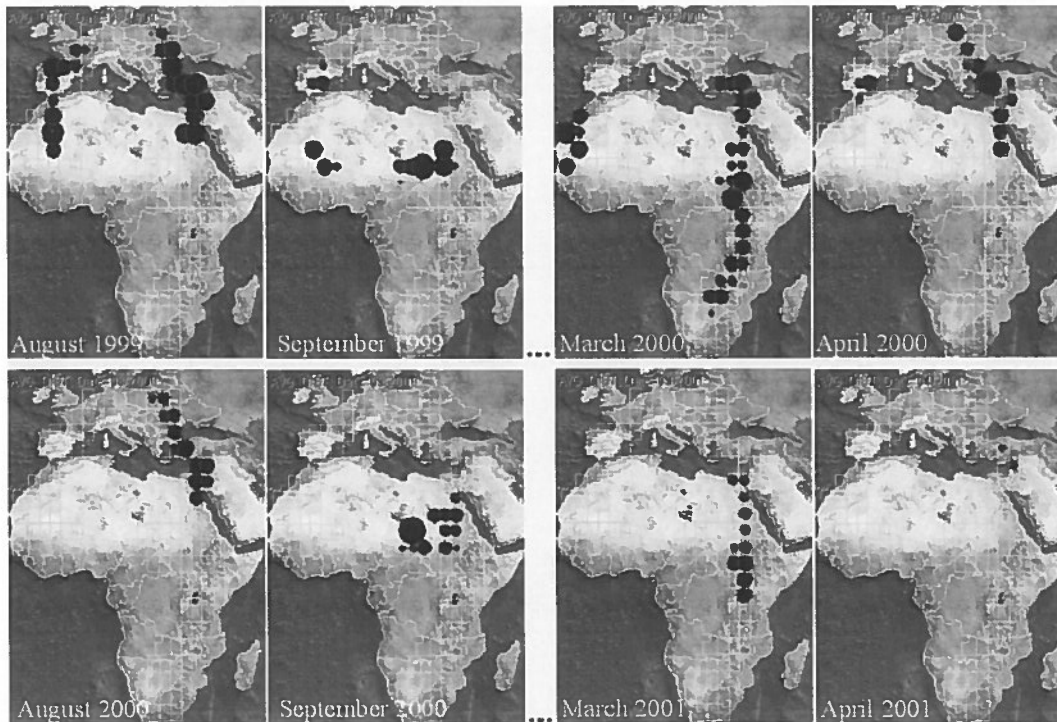 August 1999
September 1999
...
March 2000
April 2000
August 2000
September 2000
...
March 2001
April 2001